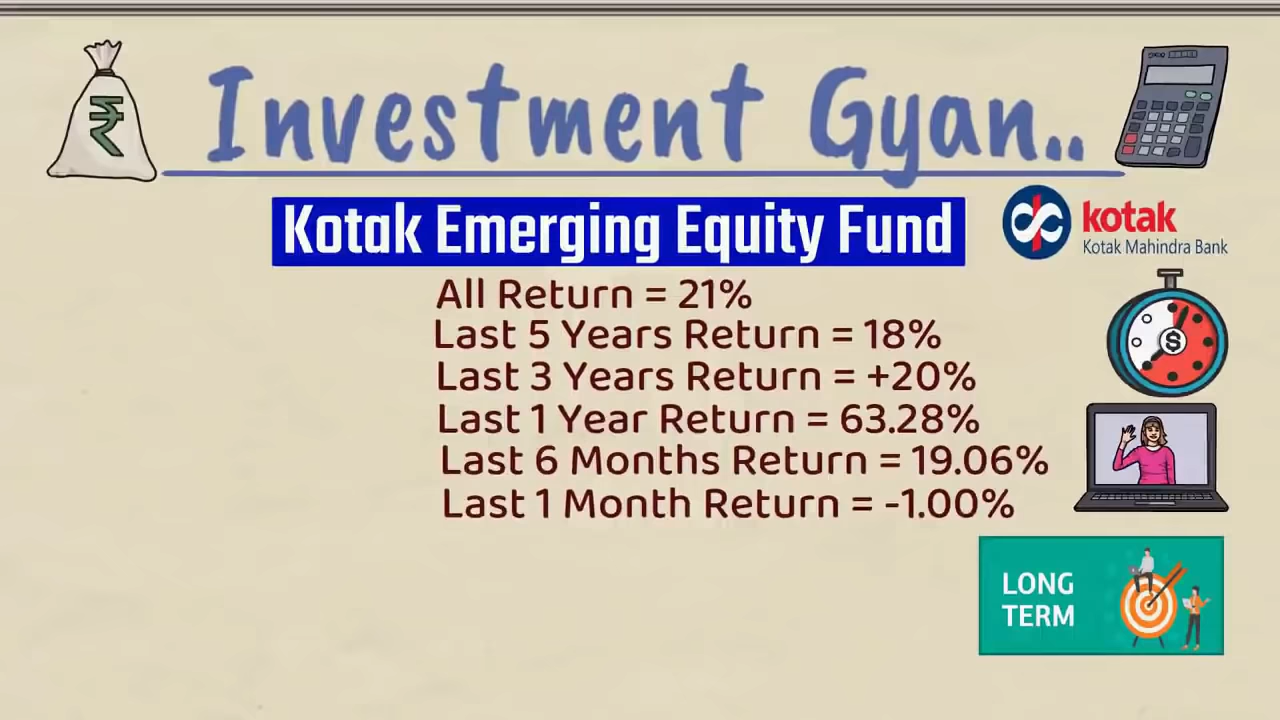 Investment Gyan..
Kotak Emerging Equity Fund
kotak
Kotak Mahindra Bank
All Return = 21%
Last 5 Years Return = 18%
Last 3 Years Return = +20%
Last 1 Year Return = 63.28%
Last 6 Months Return = 19.06%
Last 1 Month Return = -1.00%
LONG
TERM
₹
$